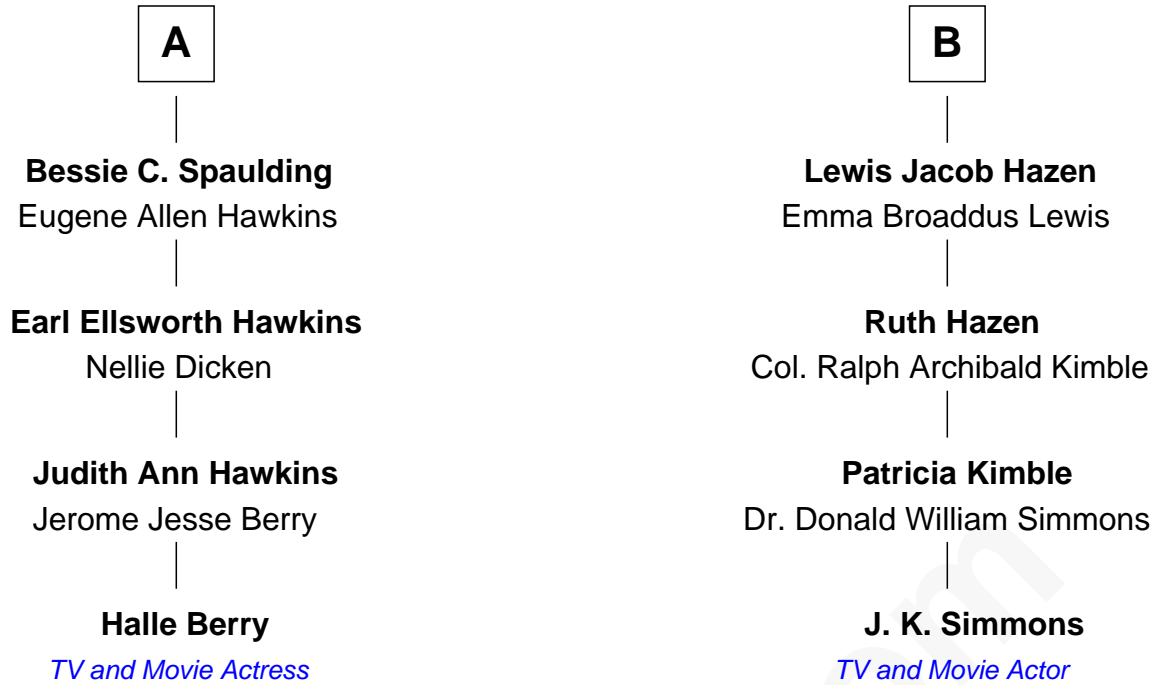 A
Bessie C. Spaulding
Eugene Allen Hawkins
Earl Ellsworth Hawkins
Nellie Dicken
Judith Ann Hawkins
Jerome Jesse Berry
Halle Berry
TV and Movie Actress
B
Lewis Jacob Hazen
Emma Broaddus Lewis
Ruth Hazen
Col. Ralph Archibald Kimble
Patricia Kimble
Dr. Donald William Simmons
J. K. Simmons
TV and Movie Actor